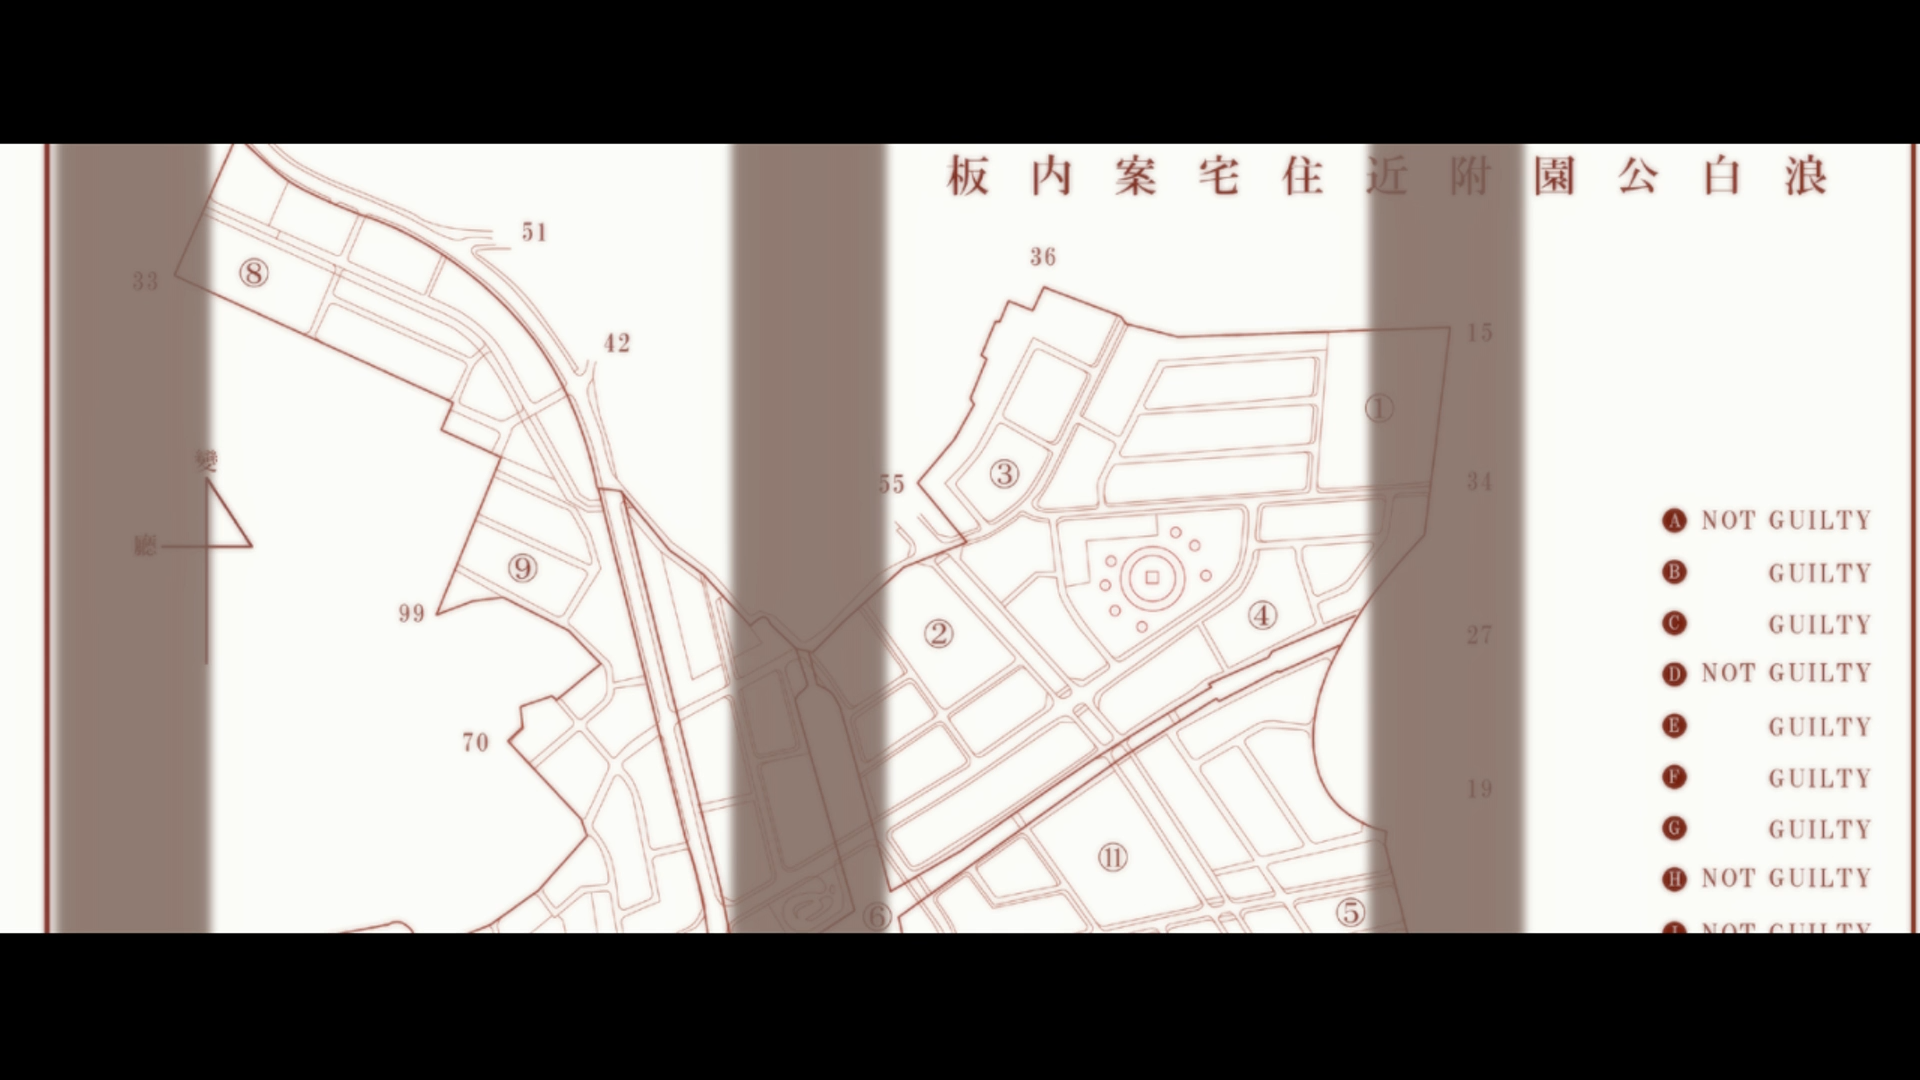 浪白公園附近住宅案内板
51
36
33
⑧
42
15
①
變
③
55
34
廳
⑨
99
②
④
27
70
19
⑪
⑥
⑤
A NOT GUILTY
B GUILTY
C GUILTY
D NOT GUILTY
E GUILTY
F GUILTY
G GUILTY
H NOT GUILTY
I NOT GUILTY